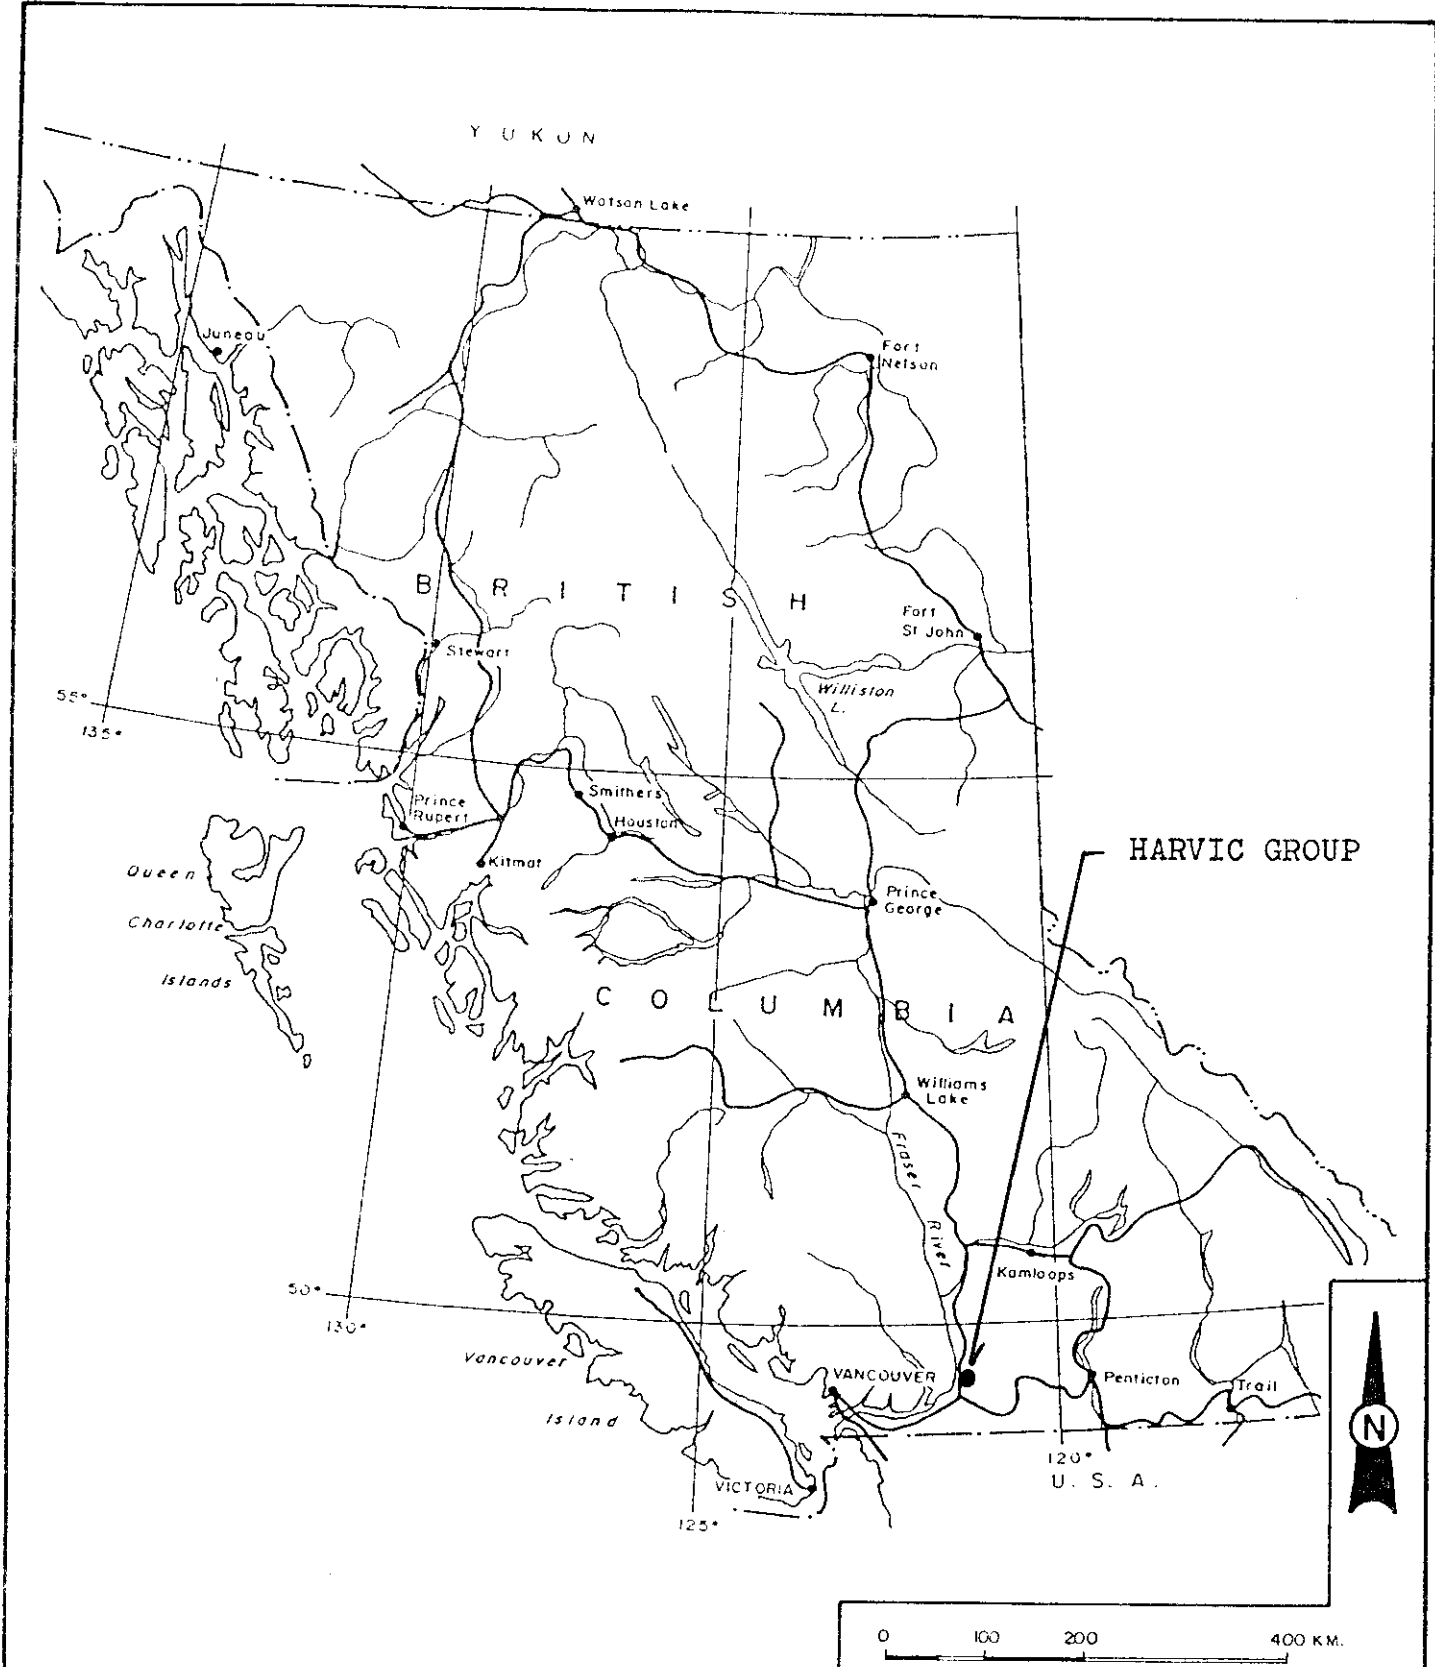 YUKON
Watson Lake
Juneau
Fort
Nelson
BRITISH
Fort
St John
Stewart
Williston
L.
55°
135°
Smithers
Prince
Rupert
Houston
HARVIC GROUP
Kitmat
Queen
Charlotte
Islands
Prince
George
COLUMBIA
Williams
Lake
Fraser
River
Kamloops
50°
130°
Vancouver
Island
VANCOUVER
Penticton
Trail
N
120°
U.S.A.
VICTORIA
125°
0 100 200 400 KM.